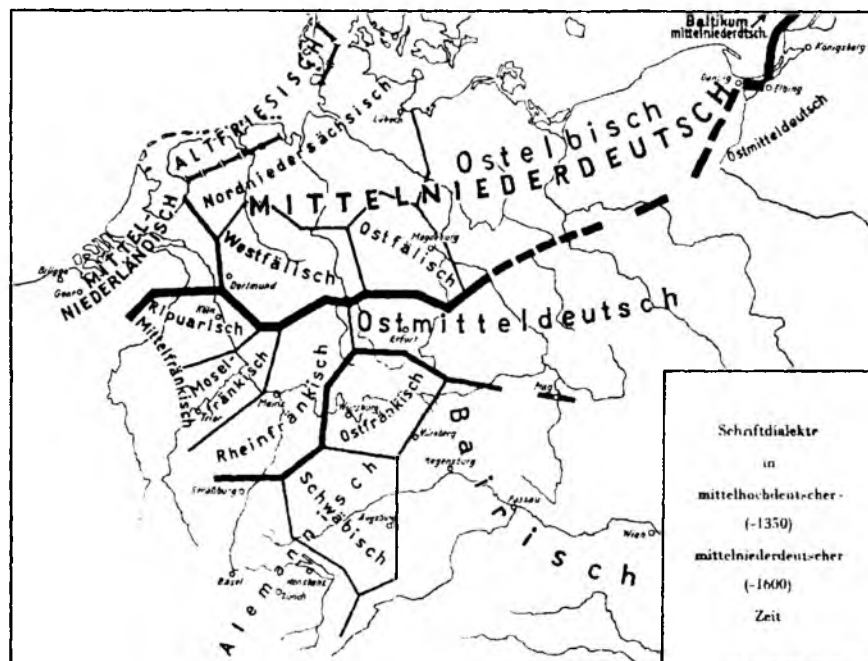 Baltikum
mittelniederdtsch.
Königsberg
Danzig
Elbing
Ostmitteldeutsch
ALTFRIESISCH
Nordniedersächsisch
Lübeck
Ostelbisch
MITTELNIEDERDEUTSCH
MITTEL-
NIEDERLÄNDISCH
Brügge
Gent
Westfälisch
Dortmund
Ostfälisch
Magdeburg
Ripuarisch
Köln
Mittelfränkisch
Mosel-
fränkisch
Trier
Ostmitteldeutsch
Erfurt
Mainz
Rheinfränkisch
Würzburg
Ostfränkisch
Nürnberg
Prag
Bairisch
Regensburg
Passau
Wien
Straßburg
Schwäbisch
Augsburg
Alemannisch
Basel
Konstanz
Zürich
Schriftdialekte
in
mittelhochdeutscher-
(-1350)
mittelniederdeutscher
(-1600)
Zeit